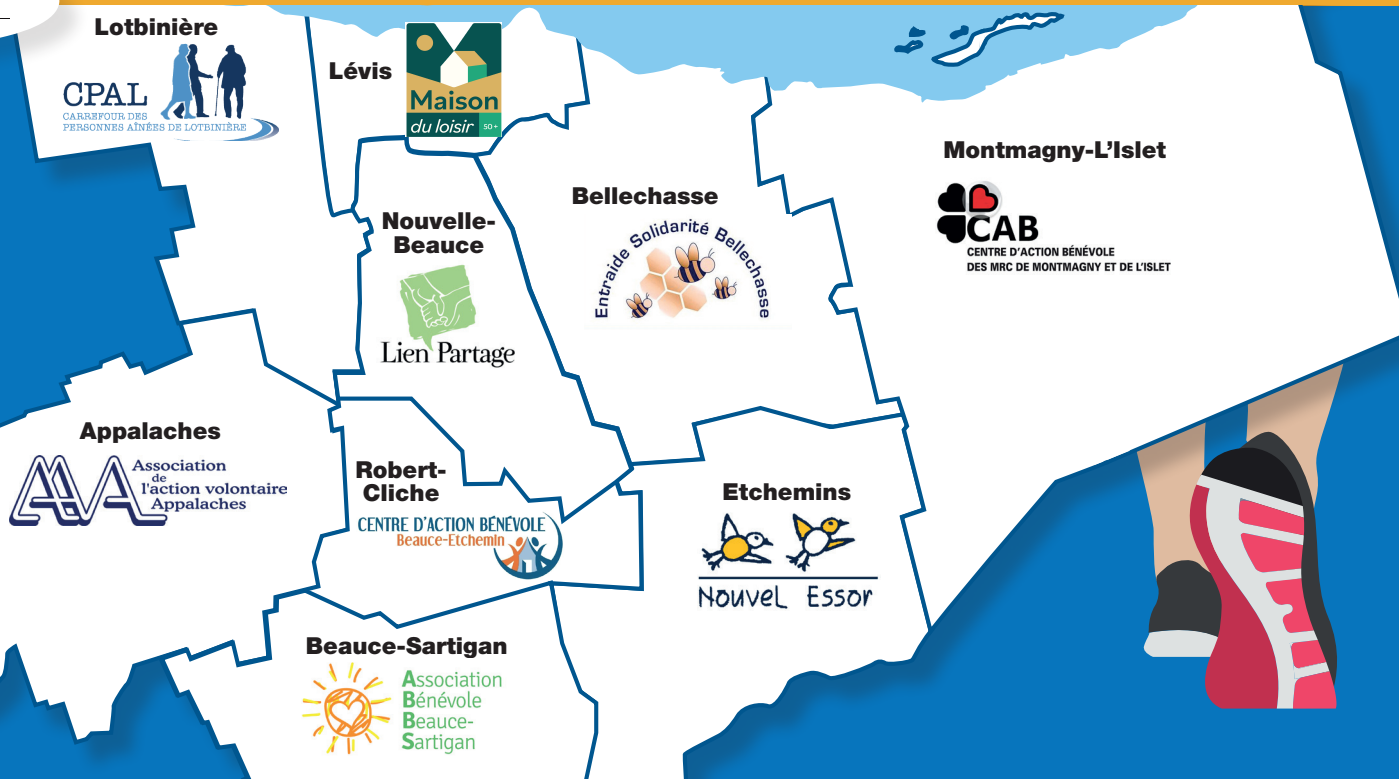 Lotbinière
CPAL
CARREFOUR DES
PERSONNES AÎNÉES DE LOTBINIÈRE
Lévis
Maison
du loisir 50+
Montmagny-L'Islet
CAB
CENTRE D'ACTION BÉNÉVOLE
DES MRC DE MONTMAGNY ET DE L'ISLET
Bellechasse
Entraide Solidarité Bellechasse
Nouvelle-
Beauce
Lien Partage
Appalaches
AVA
Association
de
l'action volontaire
Appalaches
Robert-
Cliche
CENTRE D'ACTION BÉNÉVOLE
Beauce-Etchemin
Etchemins
Nouvel Essor
Beauce-Sartigan
Association
Bénévole
Beauce-
Sartigan